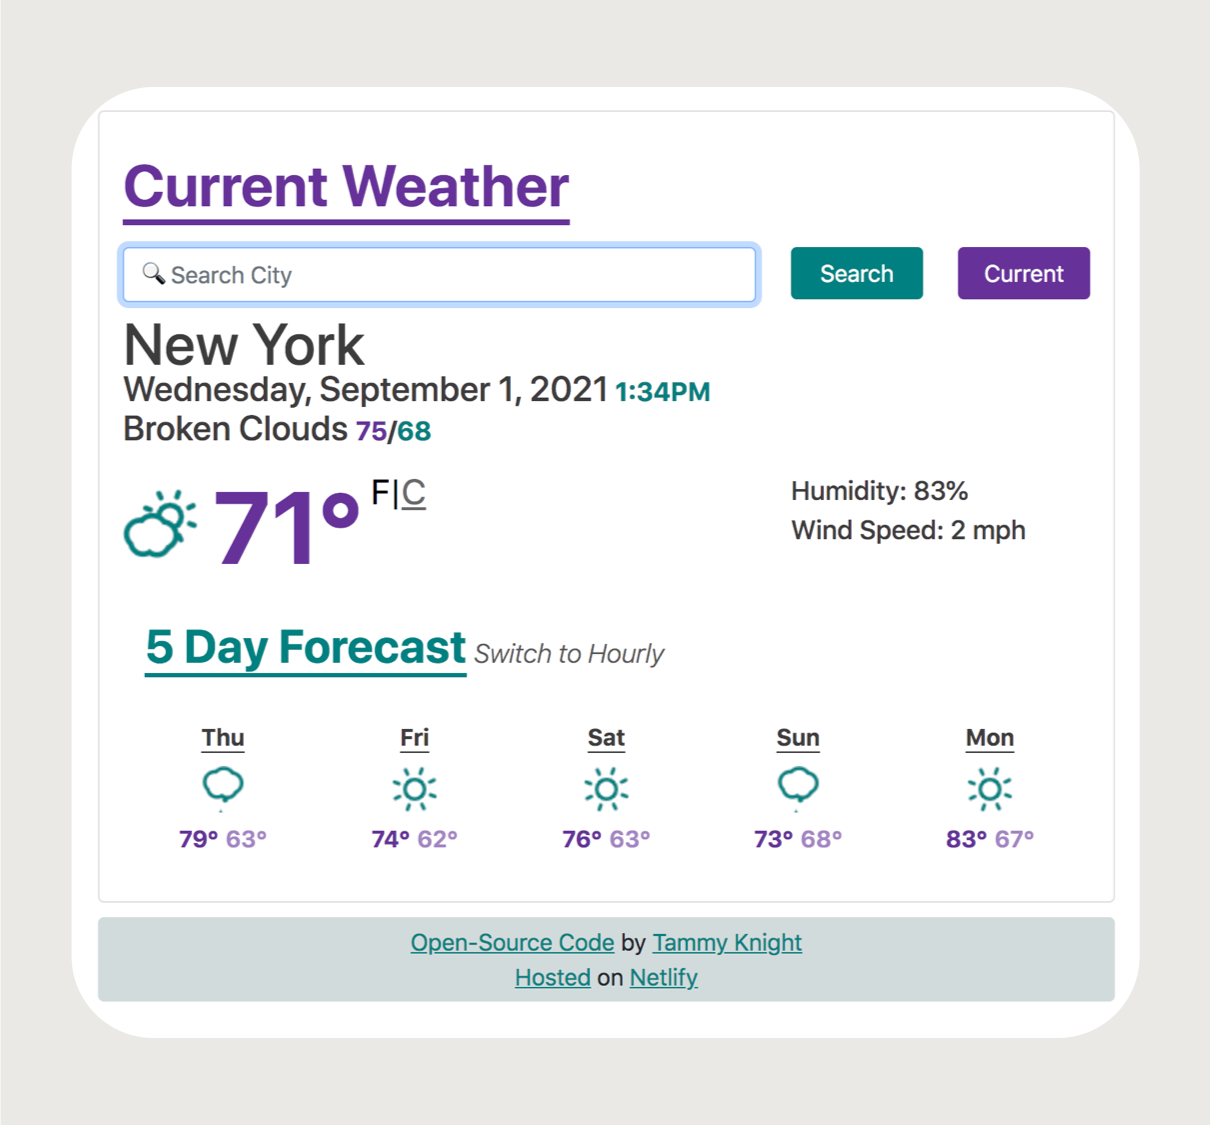 Current Weather
🔍 Search City Search Current
New York
Wednesday, September 1, 2021 1:34PM
Broken Clouds 75/68
71° F|C
Humidity: 83%
Wind Speed: 2 mph
5 Day Forecast Switch to Hourly
Thu Fri Sat Sun Mon
79° 63° 74° 62° 76° 63° 73° 68° 83° 67°
Open-Source Code by Tammy Knight
Hosted on Netlify